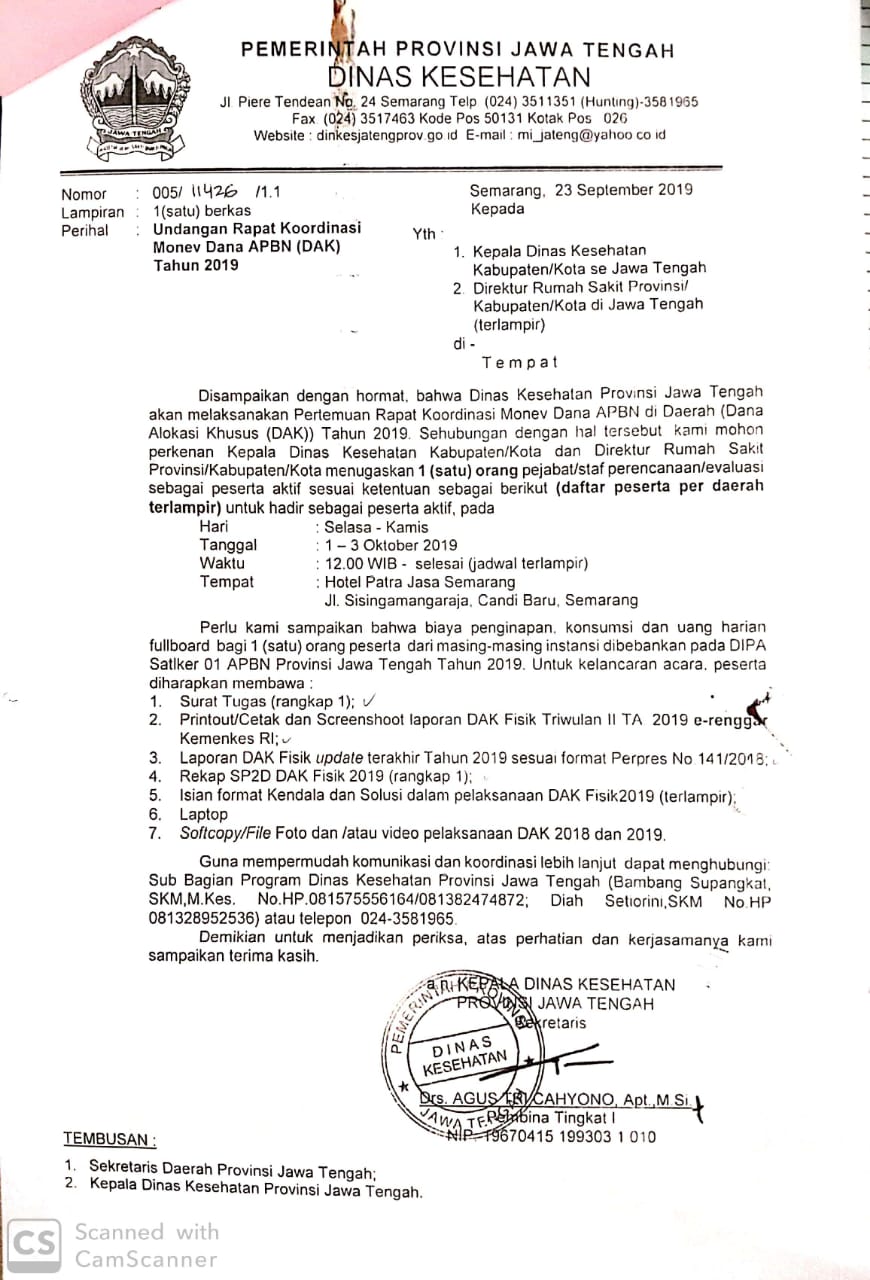 PEMERINTAH PROVINSI JAWA TENGAH
DINAS KESEHATAN
Jl Piere Tendean No. 24 Semarang Telp (024) 3511351 (Hunting)-3581965
Fax (024) 3517463 Kode Pos 50131 Kotak Pos 026
Website : dinkesjatengprov.go id E-mail : mi_jateng@yahoo co id
JAWA TENGAH
Nomor : 005/ 11426 /1.1
Lampiran : 1(satu) berkas
Perihal : Undangan Rapat Koordinasi
Monev Dana APBN (DAK)
Tahun 2019
Semarang, 23 September 2019
Kepada
Yth :
1. Kepala Dinas Kesehatan
Kabupaten/Kota se Jawa Tengah
2. Direktur Rumah Sakit Provinsi/
Kabupaten/Kota di Jawa Tengah
(terlampir)
di -
Tempat
Disampaikan dengan hormat, bahwa Dinas Kesehatan Provinsi Jawa Tengah
akan melaksanakan Pertemuan Rapat Koordinasi Monev Dana APBN di Daerah (Dana
Alokasi Khusus (DAK)) Tahun 2019. Sehubungan dengan hal tersebut kami mohon
perkenan Kepala Dinas Kesehatan Kabupaten/Kota dan Direktur Rumah Sakit
Provinsi/Kabupaten/Kota menugaskan 1 (satu) orang pejabat/staf perencanaan/evaluasi
sebagai peserta aktif sesuai ketentuan sebagai berikut (daftar peserta per daerah
terlampir) untuk hadir sebagai peserta aktif, pada
Hari : Selasa - Kamis
Tanggal : 1 – 3 Oktober 2019
Waktu : 12.00 WIB - selesai (jadwal terlampir)
Tempat : Hotel Patra Jasa Semarang
Jl. Sisingamangaraja, Candi Baru, Semarang
Perlu kami sampaikan bahwa biaya penginapan, konsumsi dan uang harian
fullboard bagi 1 (satu) orang peserta dari masing-masing instansi dibebankan pada DIPA
Satlker 01 APBN Provinsi Jawa Tengah Tahun 2019. Untuk kelancaran acara, peserta
diharapkan membawa :
1. Surat Tugas (rangkap 1);
2. Printout/Cetak dan Screenshoot laporan DAK Fisik Triwulan II TA 2019 e-renggar
Kemenkes RI;
3. Laporan DAK Fisik update terakhir Tahun 2019 sesuai format Perpres No 141/2018;
4. Rekap SP2D DAK Fisik 2019 (rangkap 1);
5. Isian format Kendala dan Solusi dalam pelaksanaan DAK Fisik2019 (terlampir);
6. Laptop
7. Softcopy/File Foto dan /atau video pelaksanaan DAK 2018 dan 2019.
Guna mempermudah komunikasi dan koordinasi lebih lanjut dapat menghubungi:
Sub Bagian Program Dinas Kesehatan Provinsi Jawa Tengah (Bambang Supangkat,
SKM,M.Kes. No.HP.081575556164/081382474872; Diah Setiorini,SKM No.HP
081328952536) atau telepon 024-3581965.
Demikian untuk menjadikan periksa, atas perhatian dan kerjasamanya kami
sampaikan terima kasih.
a.n. KEPALA DINAS KESEHATAN
PROVINSI JAWA TENGAH
Sekretaris
PEMERINTAH PROVINSI
DINAS
KESEHATAN
JAWA TENGAH
Drs. AGUS TRI CAHYONO, Apt.,M Si.
Pembina Tingkat I
NIP. 19670415 199303 1 010
TEMBUSAN :
1. Sekretaris Daerah Provinsi Jawa Tengah;
2. Kepala Dinas Kesehatan Provinsi Jawa Tengah.
CS Scanned with
CamScanner